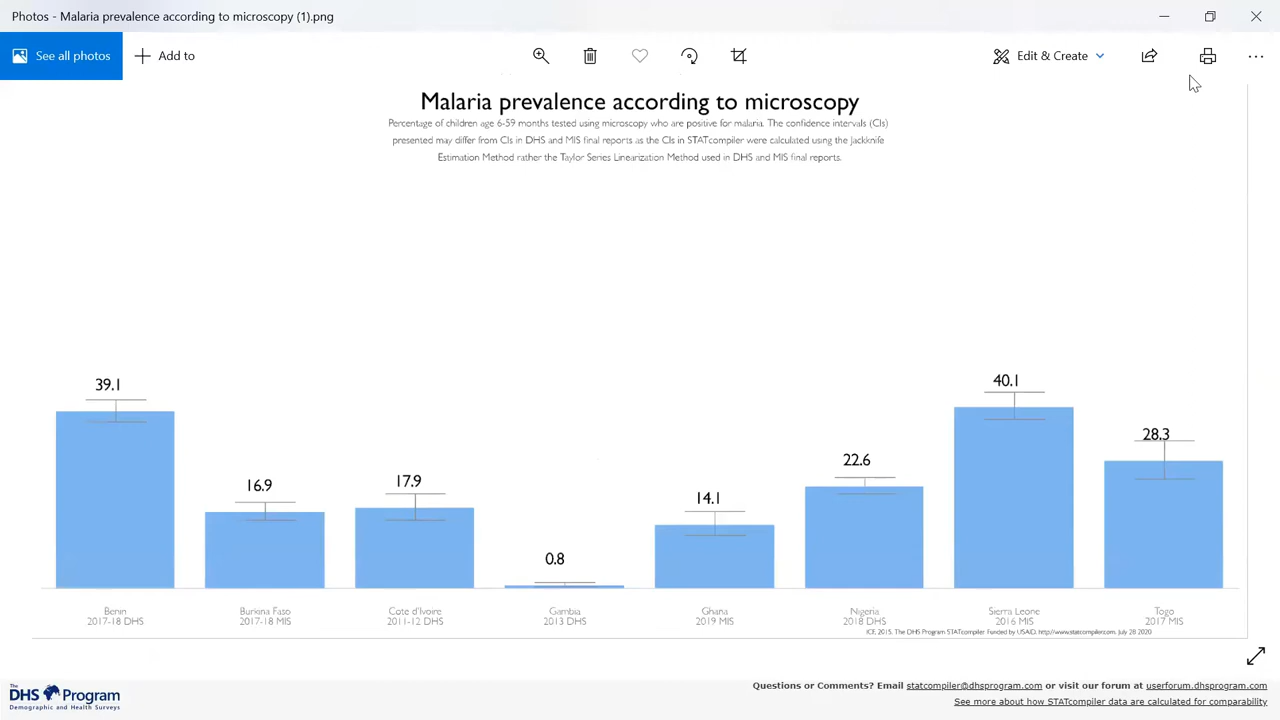 Photos - Malaria prevalence according to microscopy (1).png
See all photos
Add to
Edit & Create
Malaria prevalence according to microscopy
Percentage of children age 6-59 months tested using microscopy who are positive for malaria. The confidence intervals (CIs)
presented may differ from CIs in DHS and MIS final reports as the CIs in STATcompiler were calculated using the Jackknife
Estimation Method rather the Taylor Series Linearization Method used in DHS and MIS final reports.
39.1
16.9
17.9
0.8
14.1
22.6
40.1
28.3
Benin
2017-18 DHS
Burkina Faso
2017-18 MIS
Cote d'Ivoire
2011-12 DHS
Gambia
2013 DHS
Ghana
2019 MIS
Nigeria
2018 DHS
Sierra Leone
2016 MIS
Togo
2017 MIS
ICF, 2015. The DHS Program STATcompiler. Funded by USAID. http://www.statcompiler.com. July 28 2020
The
DHS Program
Demographic and Health Surveys
Questions or Comments? Email statcompiler@dhsprogram.com or visit our forum at userforum.dhsprogram.com
See more about how STATcompiler data are calculated for comparability